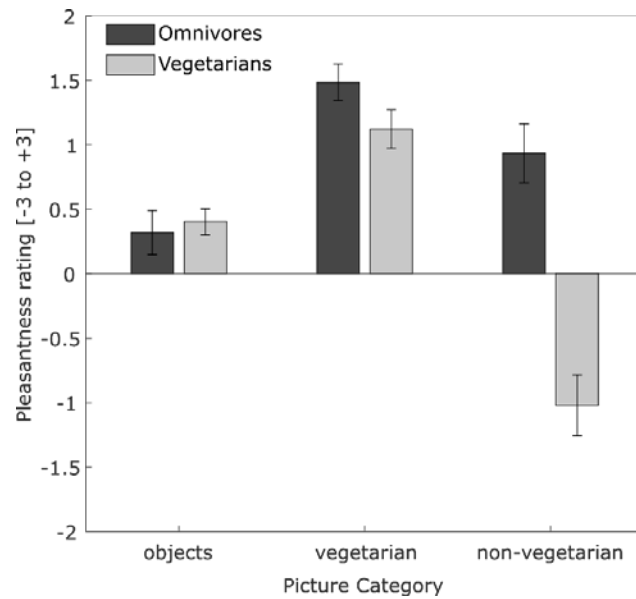 2
Omnivores
Vegetarians
1.5
1
0.5
0
-0.5
-1
-1.5
-2
Pleasantness rating [-3 to +3]
objects vegetarian non-vegetarian
Picture Category